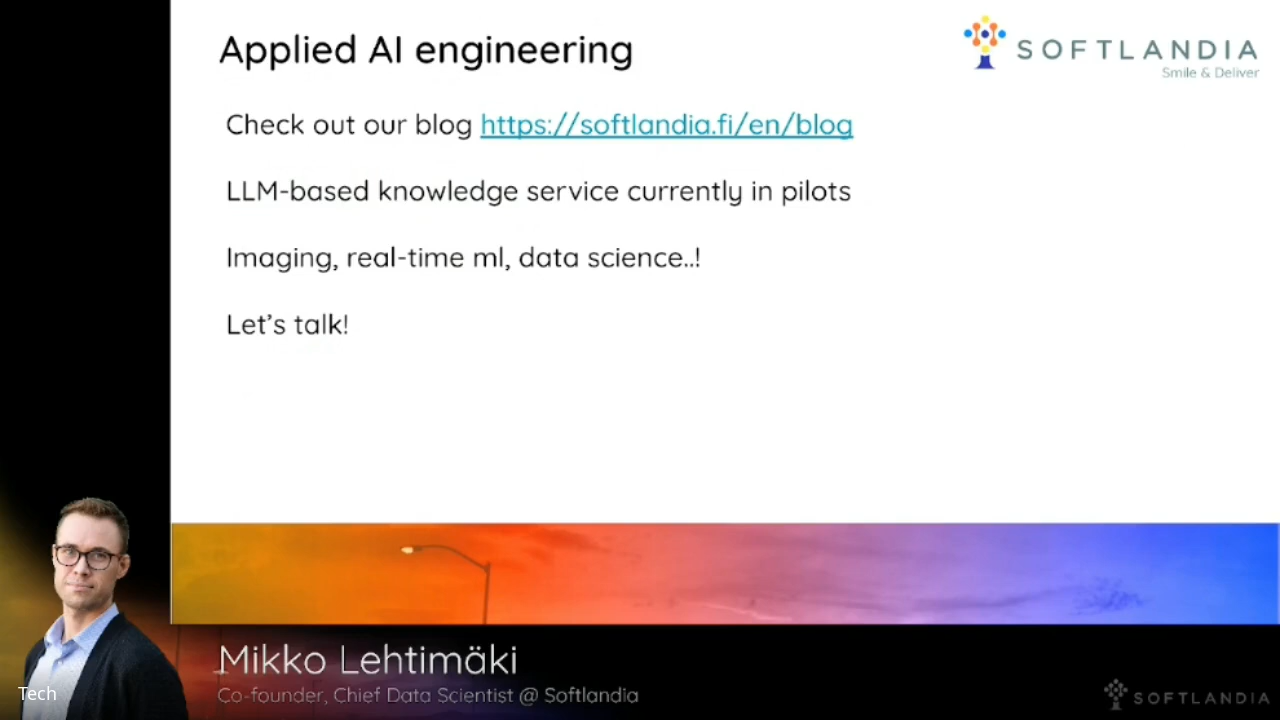 Applied AI engineering
SOFTLANDIA
Smile & Deliver
Check out our blog https://softlandia.fi/en/blog
LLM-based knowledge service currently in pilots
Imaging, real-time ml, data science..!
Let's talk!
Mikko Lehtimäki
Co-founder, Chief Data Scientist @ Softlandia
Tech
SOFTLANDIA